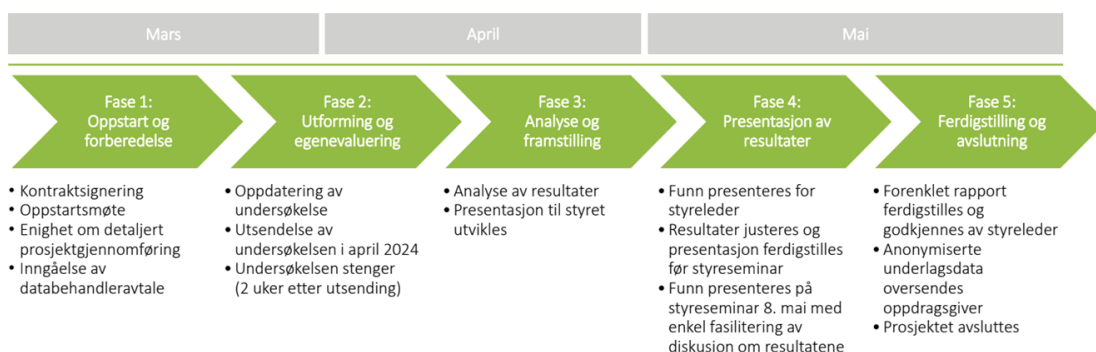 Mars
April
Mai
Fase 1:
Oppstart og
forberedelse
Fase 2:
Utforming og
egenevaluering
Fase 3:
Analyse og
framstilling
Fase 4:
Presentasjon av
resultater
Fase 5:
Ferdigstilling og
avslutning
• Kontraktsignering
• Oppstartsmøte
• Enighet om detaljert
prosjektgjennomføring
• Inngåelse av
databehandleravtale
• Oppdatering av
undersøkelse
• Utsendelse av
undersøkelsen i april 2024
• Undersøkelsen stenger
(2 uker etter utsending)
• Analyse av resultater
• Presentasjon til styret
utvikles
• Funn presenteres for
styreleder
• Resultater justeres og
presentasjon ferdigstilles
før styreseminar
• Funn presenteres på
styreseminar 8. mai med
enkel fasilitering av
diskusjon om resultatene
• Forenklet rapport
ferdigstilles og
godkjennes av styreleder
• Anonymiserte
underlagsdata
oversendes
oppdragsgiver
• Prosjektet avsluttes